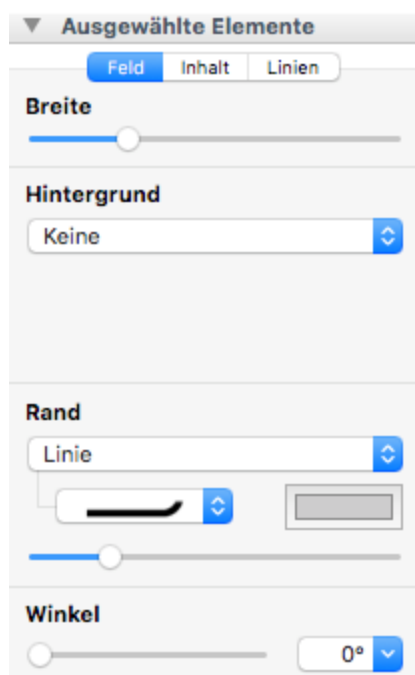 Ausgewählte Elemente
Feld Inhalt Linien
Breite
Hintergrund
Keine
Rand
Linie
Winkel
0°